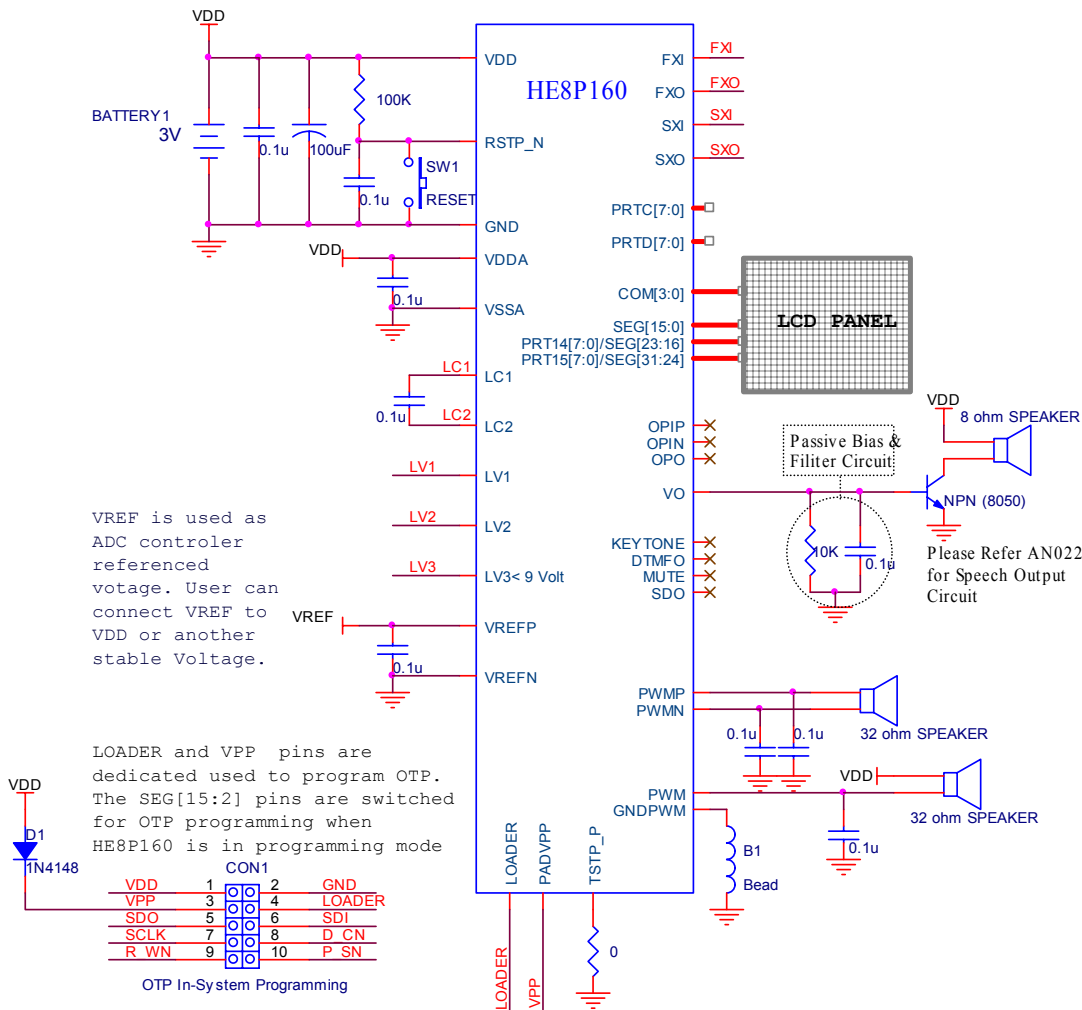 VDD
VDD
HE8P160
FXI
FXI
FXO
FXO
SXI
SXI
SXO
SXO
100K
BATTERY1
3V
0.1u
100uF
RSTP_N
SW1
RESET
0.1u
GND
PRTC[7:0]
PRTD[7:0]
VDD
VDDA
0.1u
VSSA
COM[3:0]
SEG[15:0]
PRT14[7:0]/SEG[23:16]
PRT15[7:0]/SEG[31:24]
LCD PANEL
LC1
LC1
0.1u
LC2
LC2
LV1
LV1
LV2
LV2
LV3
LV3< 9 Volt
OPIP
OPIN
OPO
VO
Passive Bias &
Filiter Circuit
VDD
8 ohm SPEAKER
NPN (8050)
10K
0.1u
Please Refer AN022
for Speech Output
Circuit
KEYTONE
DTMFO
MUTE
SDO
VREF is used as
ADC controler
referenced
votage. User can
connect VREF to
VDD or another
stable Voltage.
VREF
VREFP
0.1u
VREFN
PWMP
PWMN
0.1u
0.1u
32 ohm SPEAKER
LOADER and VPP pins are
dedicated used to program OTP.
The SEG[15:2] pins are switched
for OTP programming when
HE8P160 is in programming mode
VDD
PWM
GNDPWM
0.1u
32 ohm SPEAKER
B1
Bead
VDD
D1
1N4148
CON1
VDD 1 2 GND
VPP 3 4 LOADER
SDO 5 6 SDI
SCLK 7 8 D_CN
R_WN 9 10 P_SN
OTP In-System Programming
LOADER
PADVPP
TSTP_P
LOADER
VPP
0